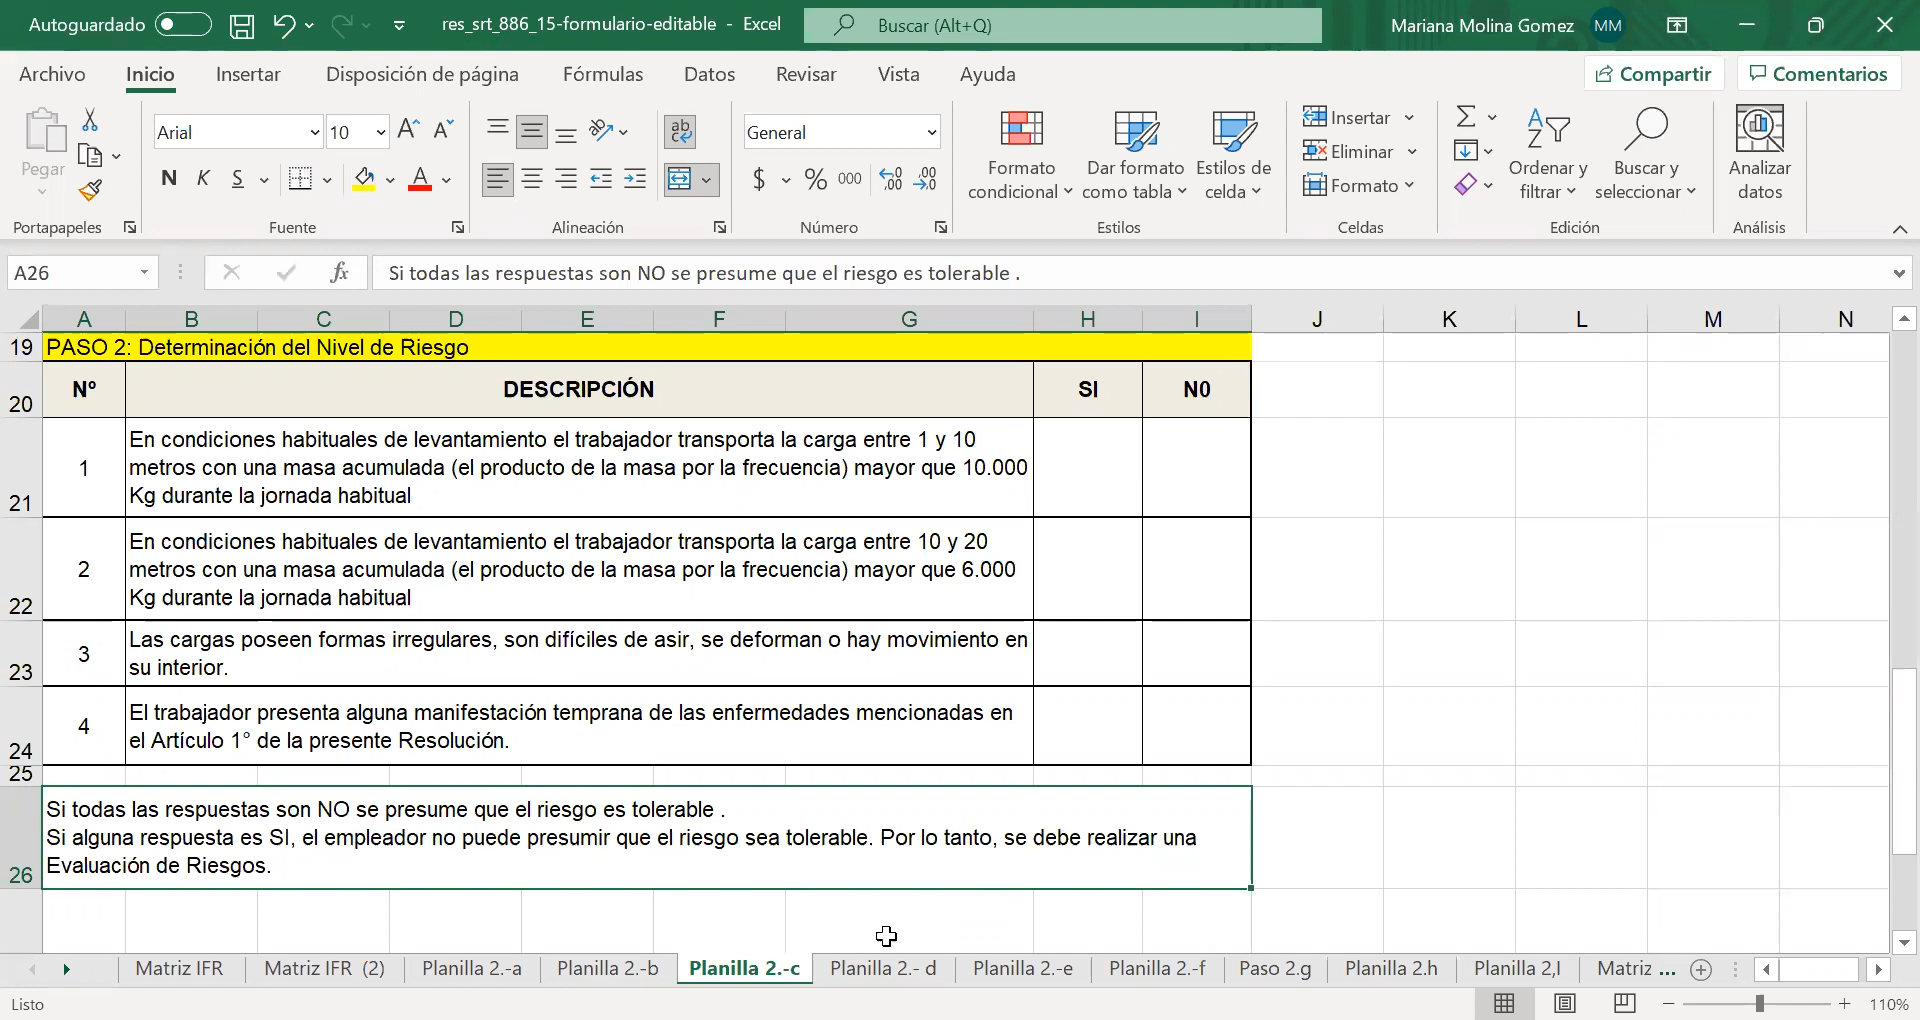 Autoguardado
res_srt_886_15-formulario-editable - Excel
Buscar (Alt+Q)
Mariana Molina Gomez MM
Archivo Inicio Insertar Disposición de página Fórmulas Datos Revisar Vista Ayuda
Compartir Comentarios
Pegar
Arial 10
N K S
General
$ % 000
Formato condicional
Dar formato como tabla
Estilos de celda
Insertar
Eliminar
Formato
Ordenar y filtrar
Buscar y seleccionar
Analizar datos
Portapapeles Fuente Alineación Número Estilos Celdas Edición Análisis
A26 fx Si todas las respuestas son NO se presume que el riesgo es tolerable .
A B C D E F G H I J K L M N
19 PASO 2: Determinación del Nivel de Riesgo
20 Nº DESCRIPCIÓN SI N0
21 1 En condiciones habituales de levantamiento el trabajador transporta la carga entre 1 y 10
metros con una masa acumulada (el producto de la masa por la frecuencia) mayor que 10.000
Kg durante la jornada habitual
22 2 En condiciones habituales de levantamiento el trabajador transporta la carga entre 10 y 20
metros con una masa acumulada (el producto de la masa por la frecuencia) mayor que 6.000
Kg durante la jornada habitual
23 3 Las cargas poseen formas irregulares, son difíciles de asir, se deforman o hay movimiento en
su interior.
24 4 El trabajador presenta alguna manifestación temprana de las enfermedades mencionadas en
el Artículo 1° de la presente Resolución.
25
26 Si todas las respuestas son NO se presume que el riesgo es tolerable .
Si alguna respuesta es SI, el empleador no puede presumir que el riesgo sea tolerable. Por lo tanto, se debe realizar una
Evaluación de Riesgos.
Matriz IFR Matriz IFR (2) Planilla 2.-a Planilla 2.-b Planilla 2.-c Planilla 2.- d Planilla 2.-e Planilla 2.-f Paso 2.g Planilla 2.h Planilla 2,I Matriz ...
Listo 110%